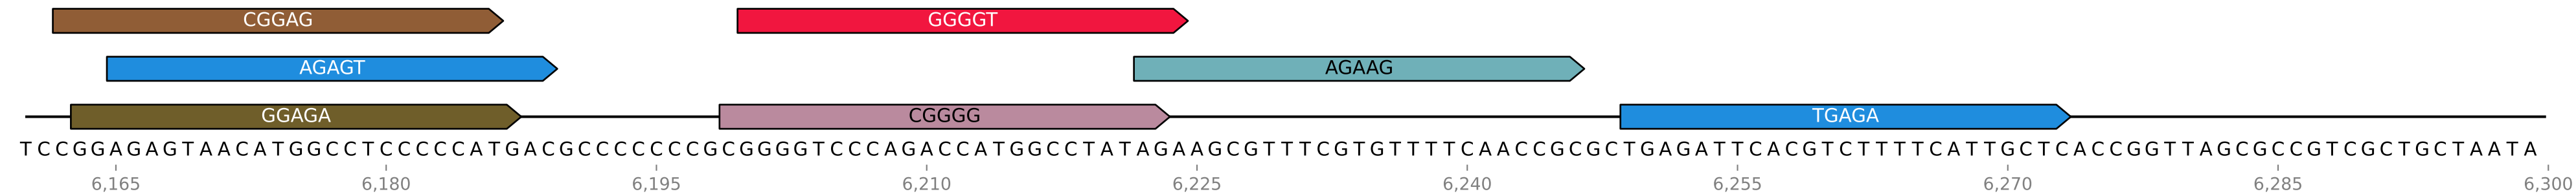 CGGAG GGGGT
AGAGT AGAAG
GGAGA CGGGG TGAGA
TCCGGAGAGTAACATGGCCTCCCCCATGACGCCCCCCCGCGGGGTCCCAGACCATGGCCTATAGAAGCGTTTCGTGTTTTCAACCGCGCTGAGATTCACGTCTTTTCATTGCTCACCGGTTAGCGCCGTCGCTGCTAATA
6,165 6,180 6,195 6,210 6,225 6,240 6,255 6,270 6,285 6,300